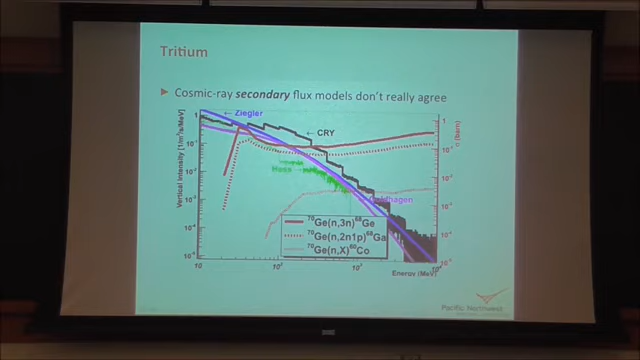 Tritium
Cosmic-ray secondary flux models don't really agree
← Ziegler
← CRY
Hess →
Vertical Intensity [1/m²/s/MeV]
σ (barn)
⁷⁰Ge(n,3n)⁶⁸Ge
⁷⁰Ge(n,2n1p)⁶⁸Ga
⁷⁰Ge(n,X)⁶⁰Co
Energy (MeV)
Pacific Northwest